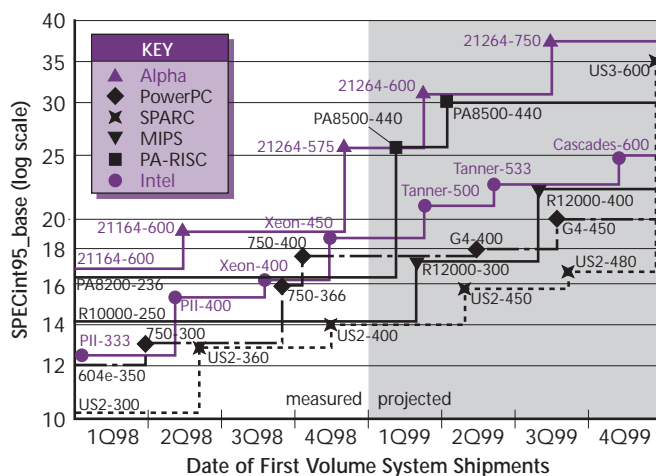 SPECint95_base (log scale)
40
35
30
25
20
18
16
14
12
10
KEY
Alpha
PowerPC
SPARC
MIPS
PA-RISC
Intel
21264-750
US3-600
21264-600
PA8500-440
PA8500-440
21264-575
Cascades-600
Tanner-533
Tanner-500
R12000-400
Xeon-450
21164-600
750-400
G4-400
G4-450
21164-600
Xeon-400
R12000-300
US2-480
PA8200-236
750-366
PII-400
US2-450
R10000-250
PII-333
750-300
US2-400
US2-360
604e-350
US2-300
measured
projected
1Q98
2Q98
3Q98
4Q98
1Q99
2Q99
3Q99
4Q99
Date of First Volume System Shipments